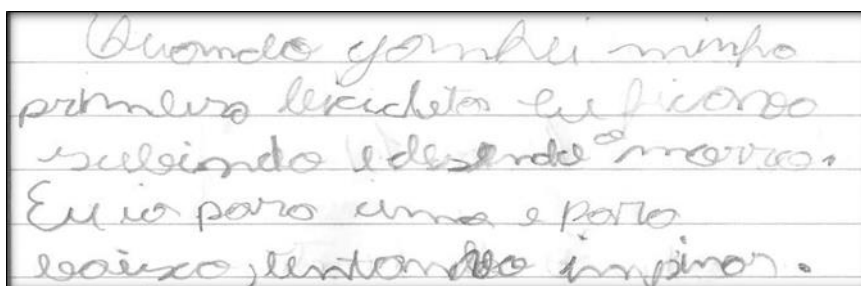 Quando ganhei minha
primeira bicicleta eu ficava
subindo e desendo o morro.
Eu ia para cima e para
baixo, tentando impinar.